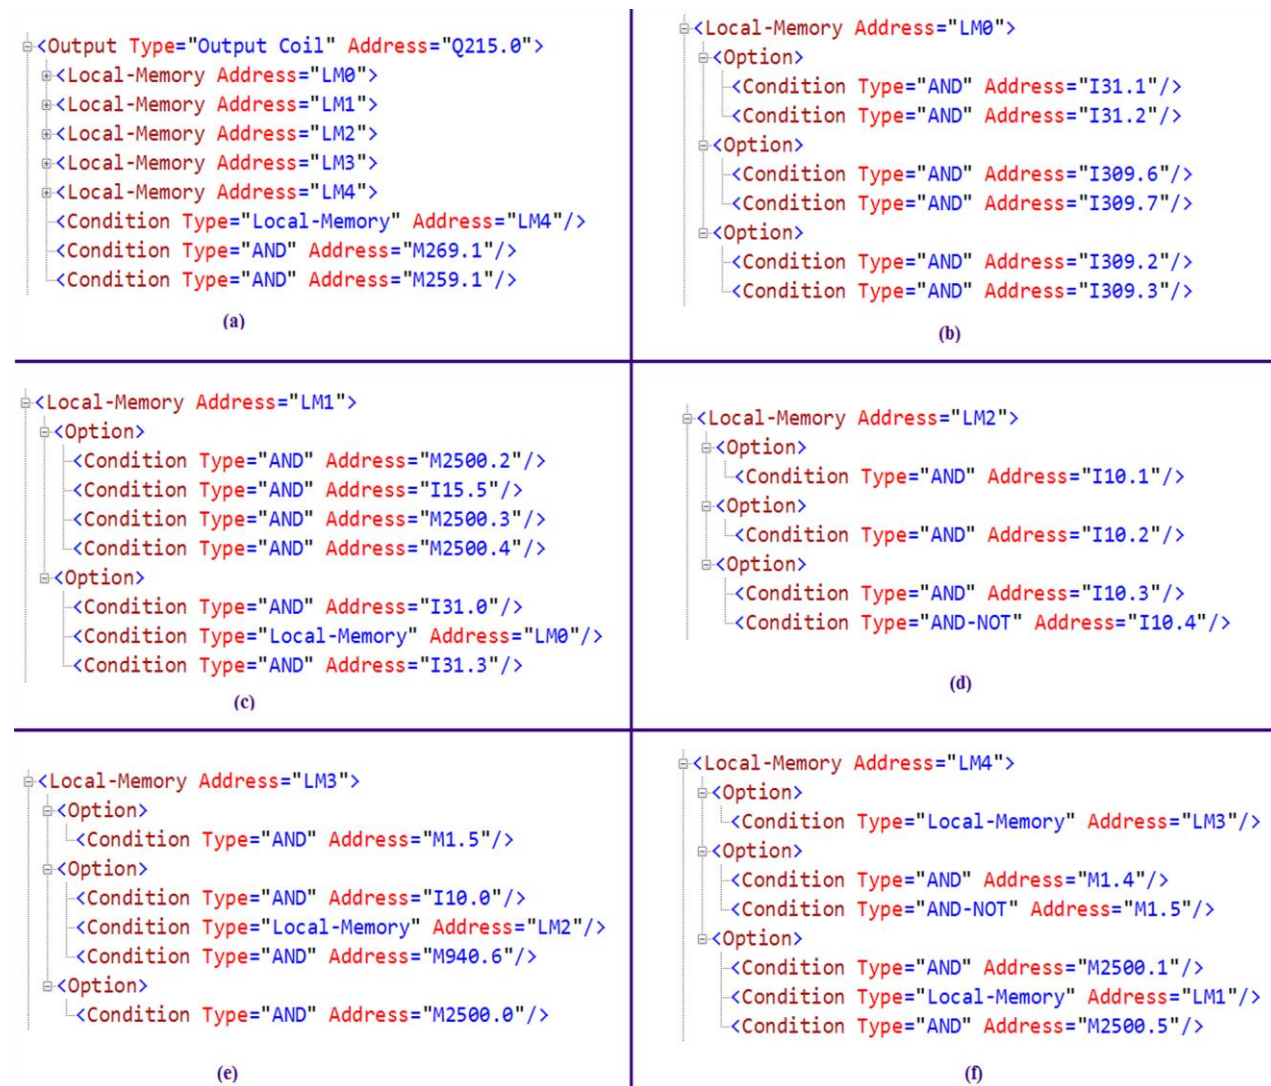 <Output Type="Output Coil" Address="Q215.0">
<Local-Memory Address="LM0">
<Local-Memory Address="LM1">
<Local-Memory Address="LM2">
<Local-Memory Address="LM3">
<Local-Memory Address="LM4">
<Condition Type="Local-Memory" Address="LM4"/>
<Condition Type="AND" Address="M269.1"/>
<Condition Type="AND" Address="M259.1"/>
(a)
<Local-Memory Address="LM0">
<Option>
<Condition Type="AND" Address="I31.1"/>
<Condition Type="AND" Address="I31.2"/>
<Option>
<Condition Type="AND" Address="I309.6"/>
<Condition Type="AND" Address="I309.7"/>
<Option>
<Condition Type="AND" Address="I309.2"/>
<Condition Type="AND" Address="I309.3"/>
(b)
<Local-Memory Address="LM1">
<Option>
<Condition Type="AND" Address="M2500.2"/>
<Condition Type="AND" Address="I15.5"/>
<Condition Type="AND" Address="M2500.3"/>
<Condition Type="AND" Address="M2500.4"/>
<Option>
<Condition Type="AND" Address="I31.0"/>
<Condition Type="Local-Memory" Address="LM0"/>
<Condition Type="AND" Address="I31.3"/>
(c)
<Local-Memory Address="LM2">
<Option>
<Condition Type="AND" Address="I10.1"/>
<Option>
<Condition Type="AND" Address="I10.2"/>
<Option>
<Condition Type="AND" Address="I10.3"/>
<Condition Type="AND-NOT" Address="I10.4"/>
(d)
<Local-Memory Address="LM3">
<Option>
<Condition Type="AND" Address="M1.5"/>
<Option>
<Condition Type="AND" Address="I10.0"/>
<Condition Type="Local-Memory" Address="LM2"/>
<Condition Type="AND" Address="M940.6"/>
<Option>
<Condition Type="AND" Address="M2500.0"/>
(e)
<Local-Memory Address="LM4">
<Option>
<Condition Type="Local-Memory" Address="LM3"/>
<Option>
<Condition Type="AND" Address="M1.4"/>
<Condition Type="AND-NOT" Address="M1.5"/>
<Option>
<Condition Type="AND" Address="M2500.1"/>
<Condition Type="Local-Memory" Address="LM1"/>
<Condition Type="AND" Address="M2500.5"/>
(f)